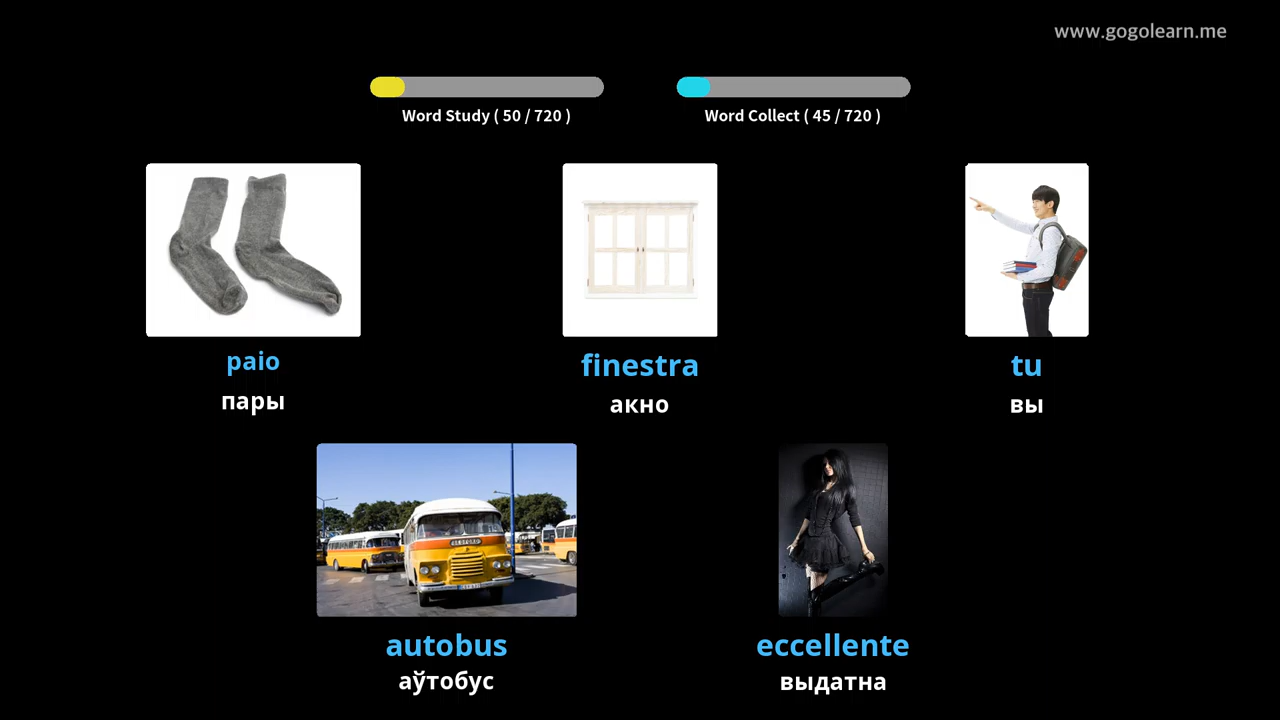 www.gogolearn.me
Word Study ( 50 / 720 )
Word Collect ( 45 / 720 )
paio
finestra
tu
пары
акно
вы
autobus
eccellente
аўтобус
выдатна